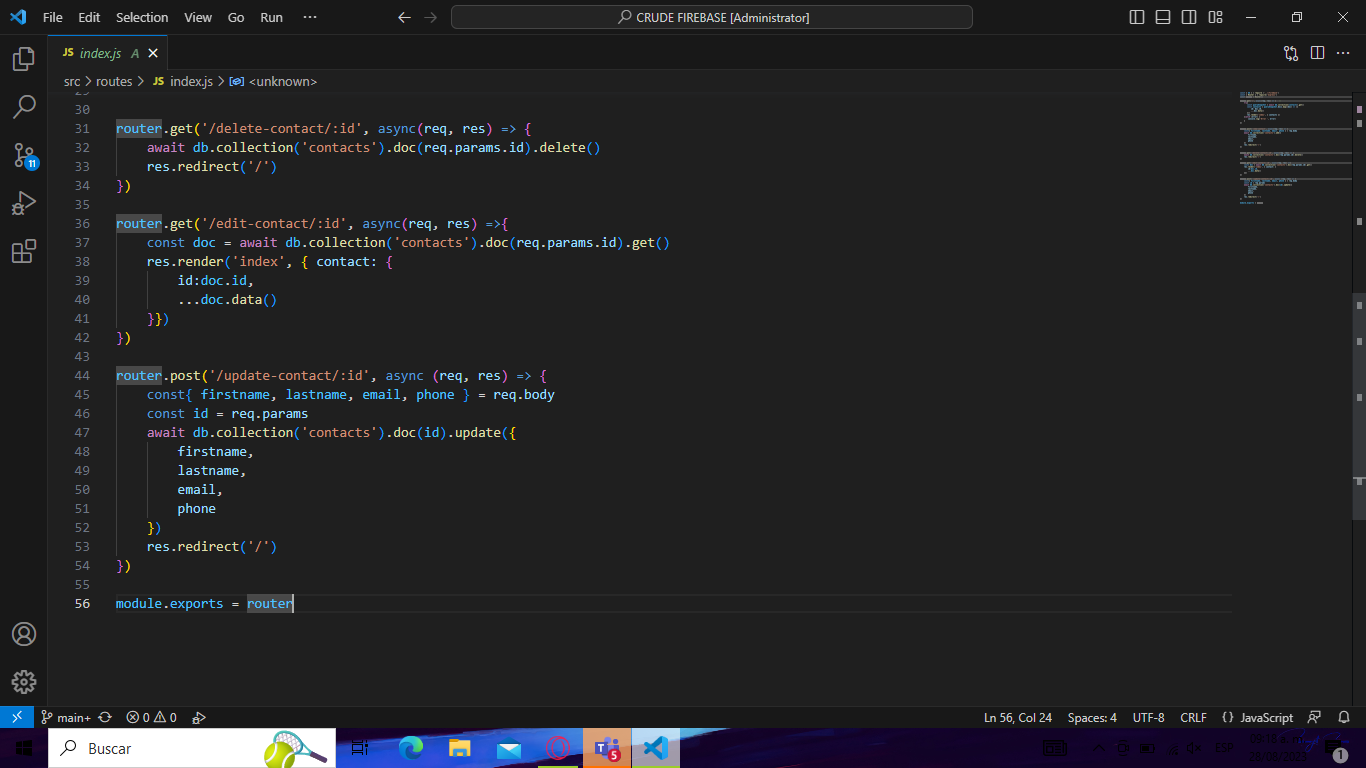 File Edit Selection View Go Run ··· CRUDE FIREBASE [Administrator]
JS index.js A
src > routes > JS index.js > <unknown>
29
30
31 router.get('/delete-contact/:id', async(req, res) => {
32 await db.collection('contacts').doc(req.params.id).delete()
33 res.redirect('/')
34 })
35
36 router.get('/edit-contact/:id', async(req, res) =>{
37 const doc = await db.collection('contacts').doc(req.params.id).get()
38 res.render('index', { contact: {
39 id:doc.id,
40 ...doc.data()
41 }})
42 })
43
44 router.post('/update-contact/:id', async (req, res) => {
45 const{ firstname, lastname, email, phone } = req.body
46 const id = req.params
47 await db.collection('contacts').doc(id).update({
48 firstname,
49 lastname,
50 email,
51 phone
52 })
53 res.redirect('/')
54 })
55
56 module.exports = router
11
main+ 0 0 Ln 56, Col 24 Spaces: 4 UTF-8 CRLF {} JavaScript
Buscar 5 ESP 1